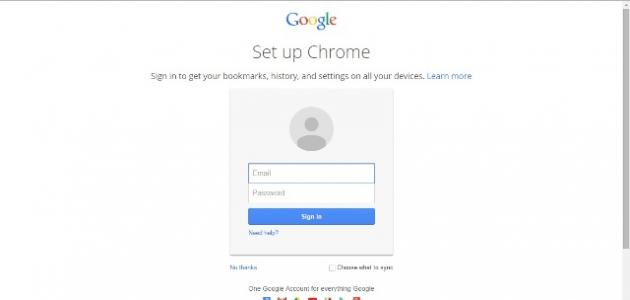 Google
Set up Chrome
Sign in to get your bookmarks, history, and settings on all your devices. Learn more
Email
Password
Sign in
Need help?
No thanks
Choose what to sync
One Google Account for everything Google